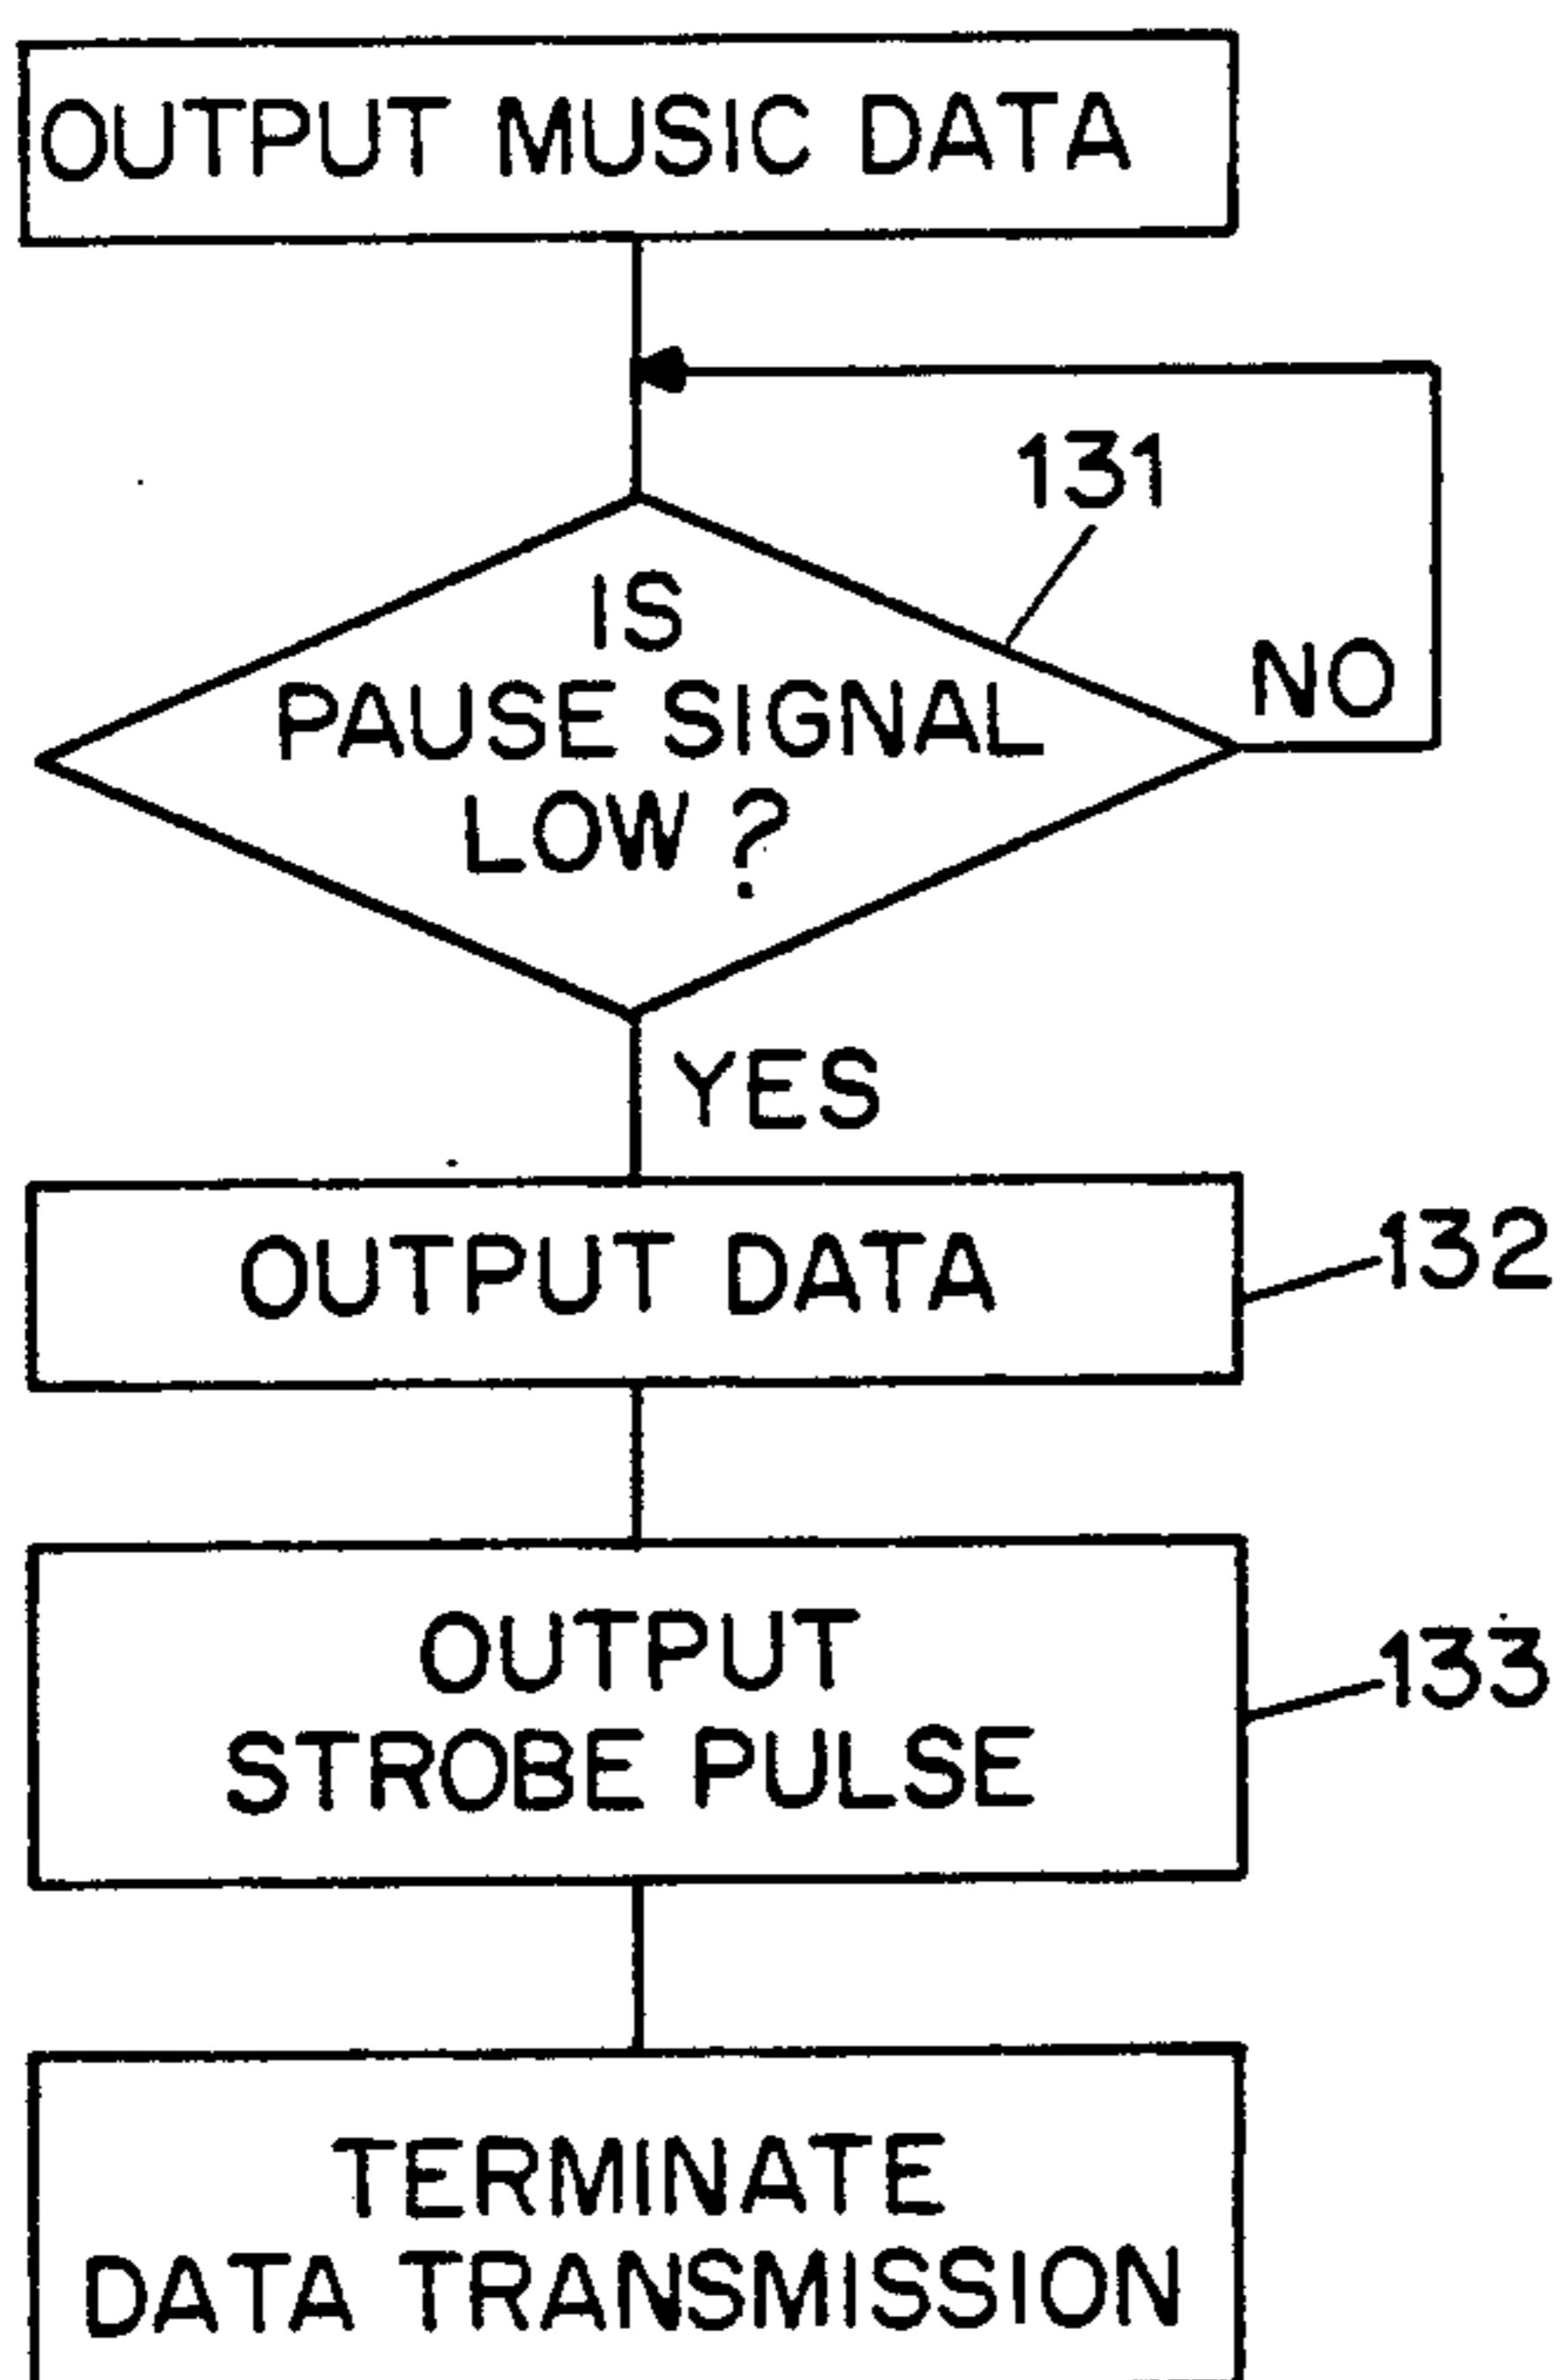 OUTPUT MUSIC DATA
131
IS
PAUSE SIGNAL
LOW ?
NO
YES
OUTPUT DATA
132
OUTPUT
STROBE PULSE
133
TERMINATE
DATA TRANSMISSION